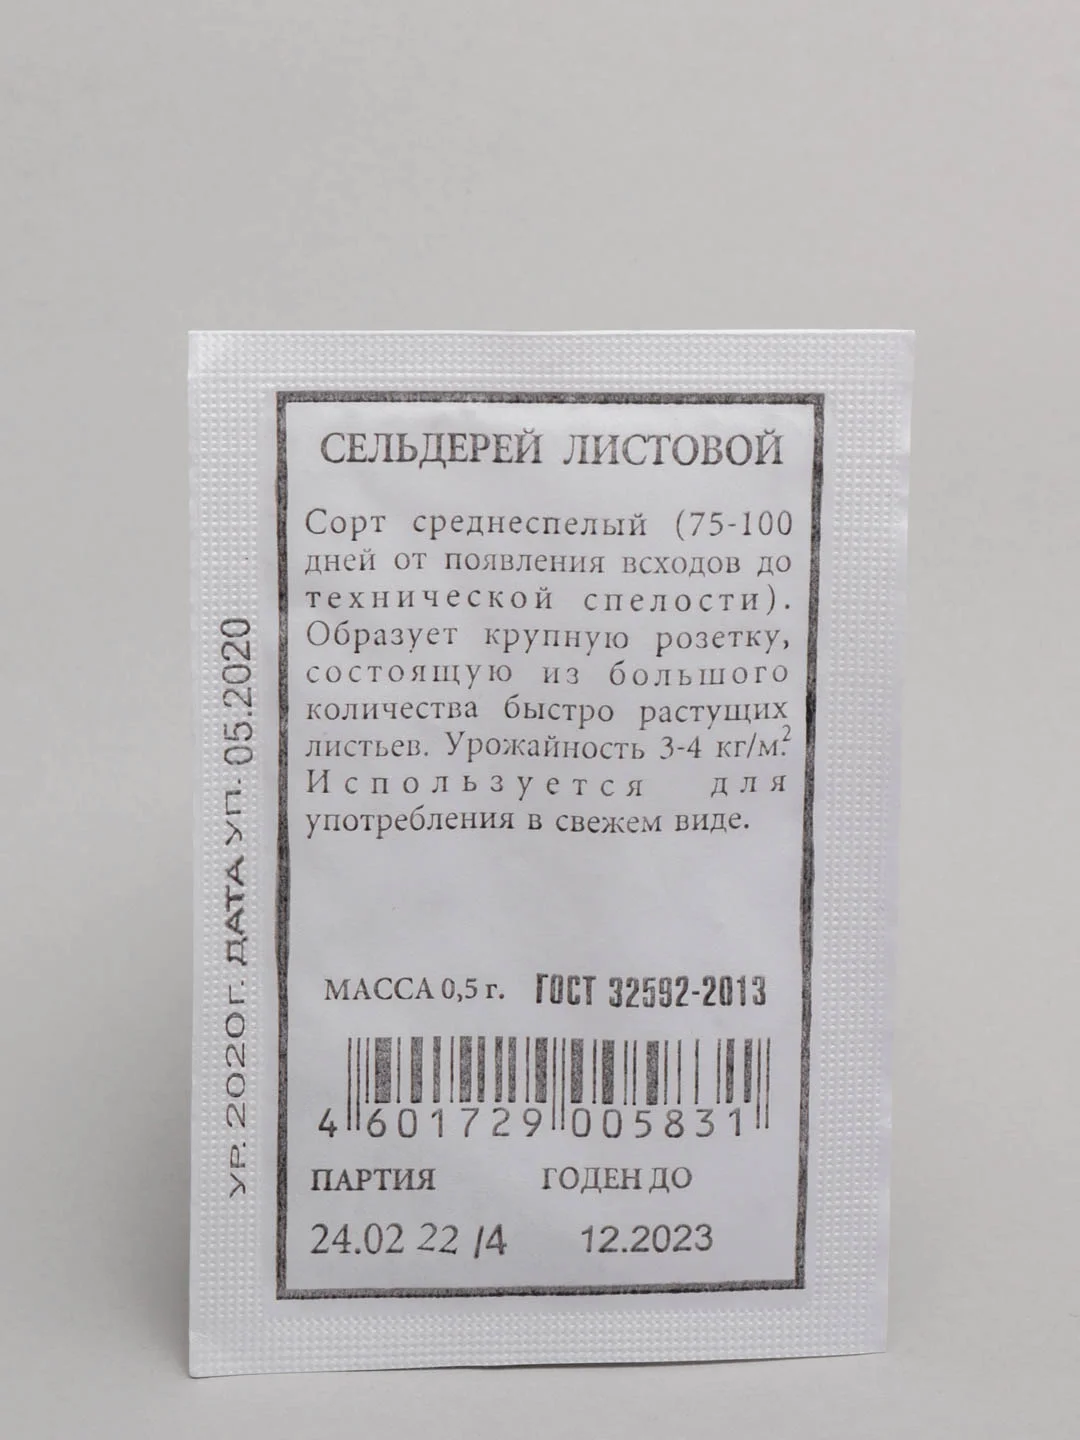 СЕЛЬДЕРЕЙ ЛИСТОВОЙ
Сорт среднеспелый (75-100
дней от появления всходов до
технической спелости).
Образует крупную розетку,
состоящую из большого
количества быстро растущих
листьев. Урожайность 3-4 кг/м.²
Используется для
употребления в свежем виде.
МАССА 0,5 г. ГОСТ 32592-2013
4 601729 005831
ПАРТИЯ ГОДЕН ДО
24.02 22 /4 12.2023
УР. 2020 Г. ДАТА УП. 05.2020